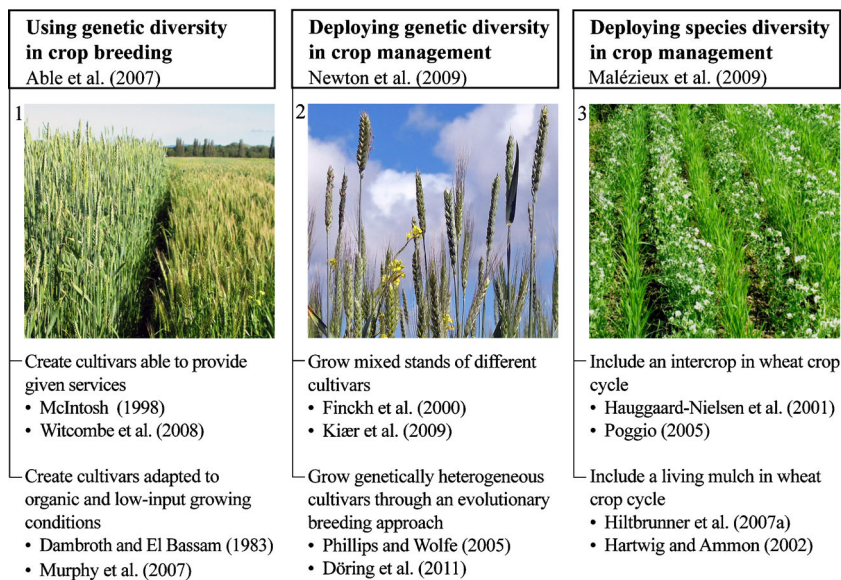 Using genetic diversity
in crop breeding
Able et al. (2007)
1
Create cultivars able to provide
given services
• McIntosh (1998)
• Witcombe et al. (2008)
Create cultivars adapted to
organic and low-input growing
conditions
• Dambroth and El Bassam (1983)
• Murphy et al. (2007)
Deploying genetic diversity
in crop management
Newton et al. (2009)
2
Grow mixed stands of different
cultivars
• Finckh et al. (2000)
• Kiær et al. (2009)
Grow genetically heterogeneous
cultivars through an evolutionary
breeding approach
• Phillips and Wolfe (2005)
• Döring et al. (2011)
Deploying species diversity
in crop management
Malézieux et al. (2009)
3
Include an intercrop in wheat crop
cycle
• Hauggaard-Nielsen et al. (2001)
• Poggio (2005)
Include a living mulch in wheat
crop cycle
• Hiltbrunner et al. (2007a)
• Hartwig and Ammon (2002)